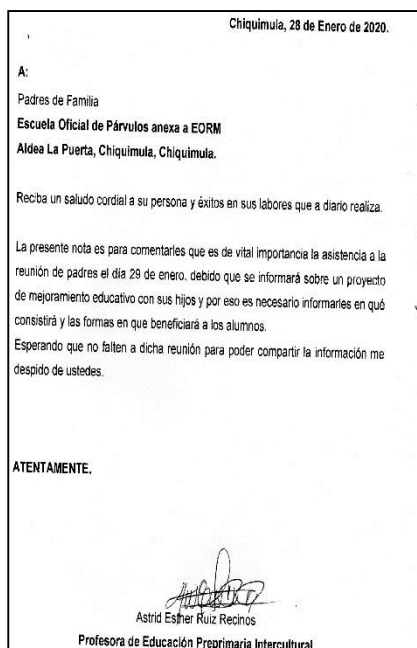 Chiquimula, 28 de Enero de 2020.
A:
Padres de Familia
Escuela Oficial de Párvulos anexa a EORM
Aldea La Puerta, Chiquimula, Chiquimula.
Reciba un saludo cordial a su persona y éxitos en sus labores que a diario realiza.
La presente nota es para comentarles que es de vital importancia la asistencia a la
reunión de padres el día 29 de enero, debido que se informará sobre un proyecto
de mejoramiento educativo con sus hijos y por eso es necesario informarles en qué
consistirá y las formas en que beneficiará a los alumnos.
Esperando que no falten a dicha reunión para poder compartir la información me
despido de ustedes.
ATENTAMENTE.
Astrid Esther Ruiz Recinos
Profesora de Educación Preprimaria Intercultural